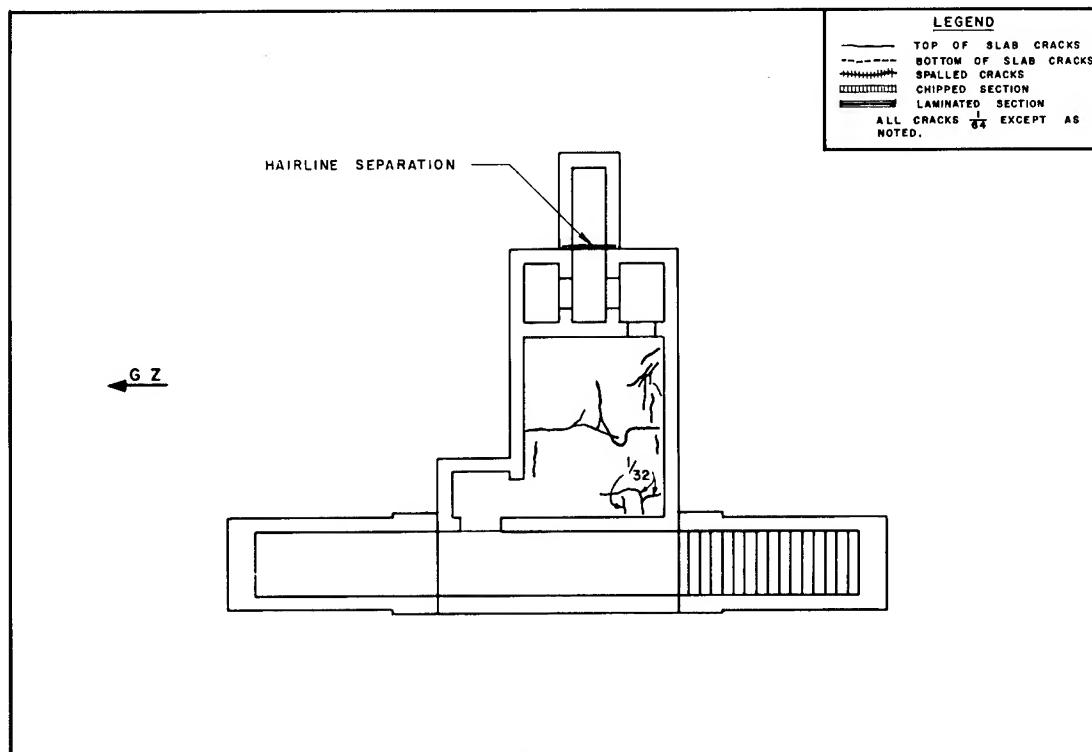 LEGEND
TOP OF SLAB CRACKS
BOTTOM OF SLAB CRACKS
SPALLED CRACKS
CHIPPED SECTION
LAMINATED SECTION
ALL CRACKS 1/64 EXCEPT AS
NOTED.
HAIRLINE SEPARATION
G Z
1/32